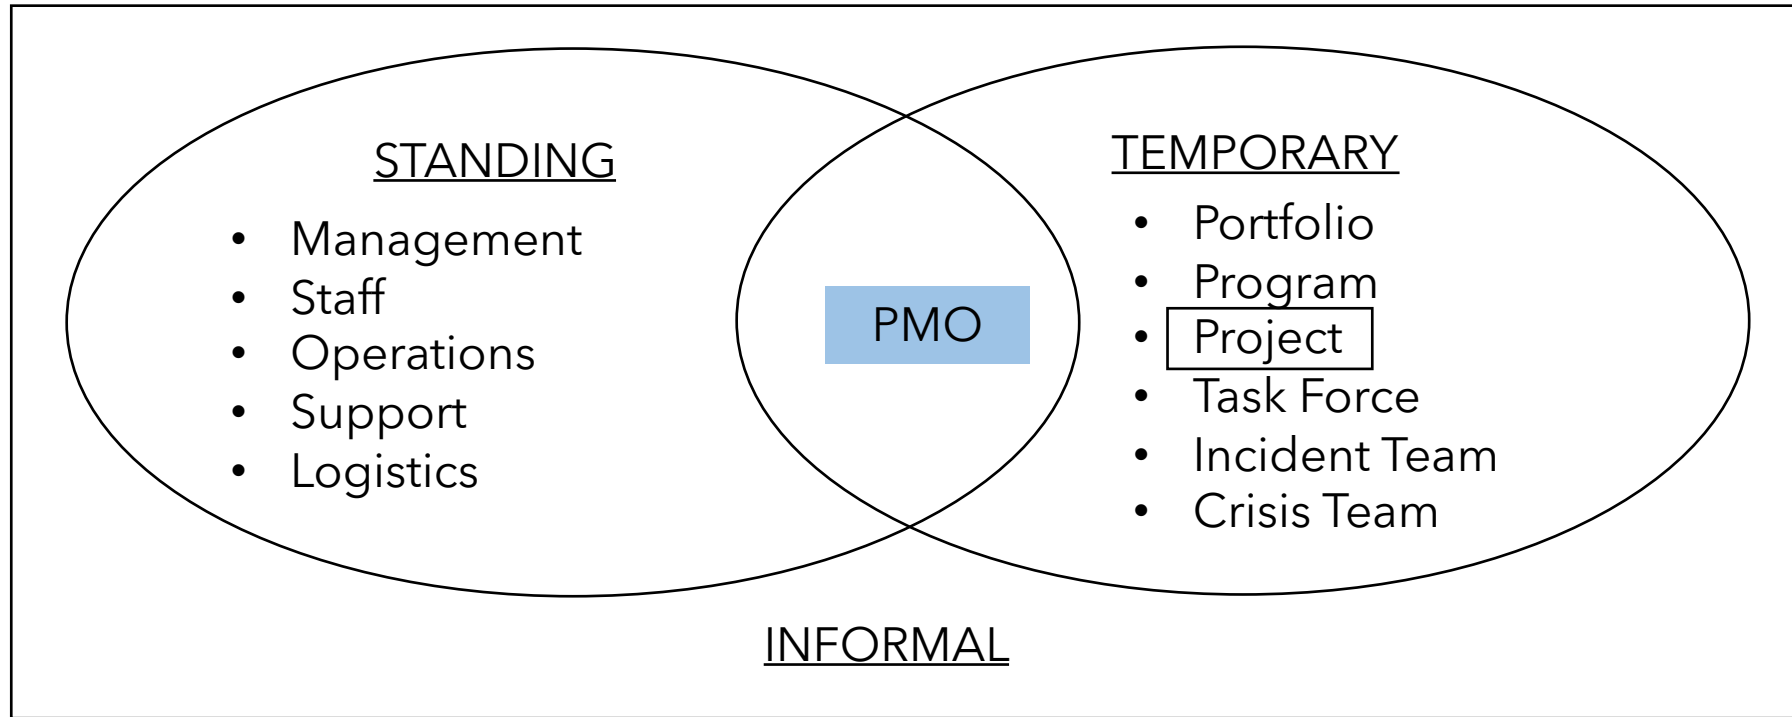 STANDING
• Management
• Staff
• Operations
• Support
• Logistics
PMO
TEMPORARY
• Portfolio
• Program
• Project
• Task Force
• Incident Team
• Crisis Team
INFORMAL